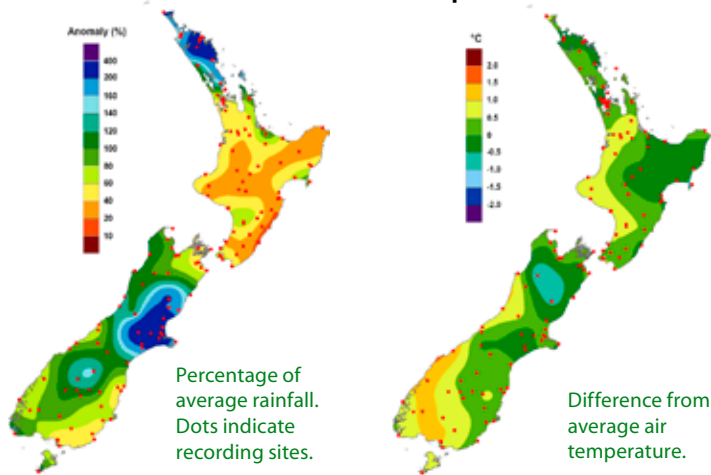 Anomaly (%)
400
200
160
140
120
100
80
60
40
20
10
Percentage of
average rainfall.
Dots indicate
recording sites.
°C
2.0
1.5
1.0
0.5
0
-0.5
-1.0
-1.5
-2.0
Difference from
average air
temperature.